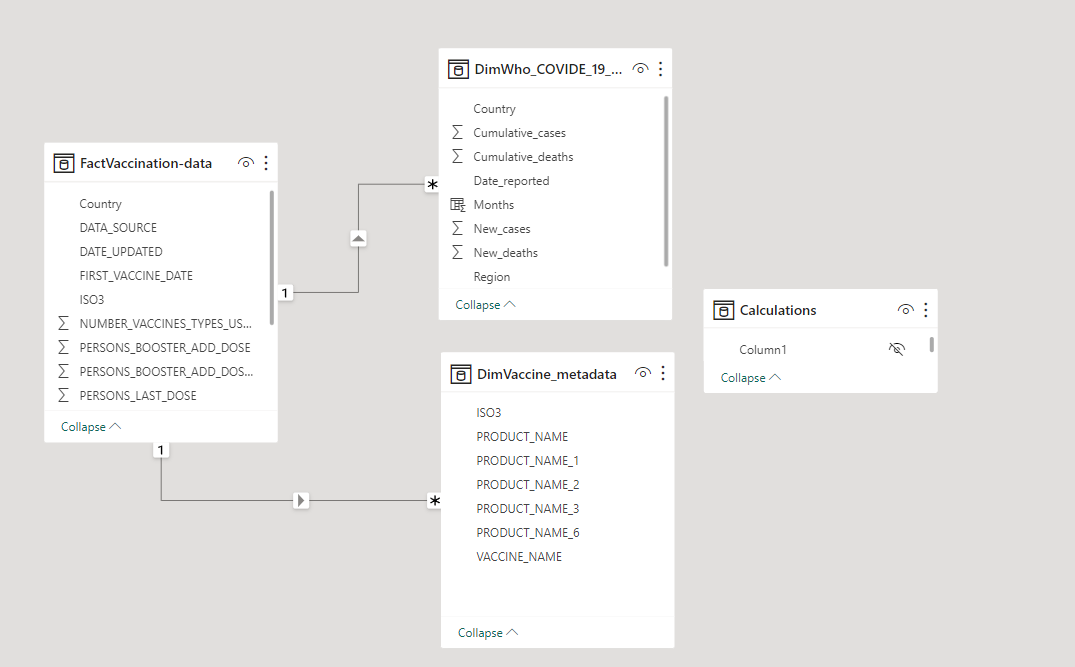 DimWho_COVIDE_19_...
Country
Cumulative_cases
Cumulative_deaths
Date_reported
Months
New_cases
New_deaths
Region
Collapse
FactVaccination-data
Country
DATA_SOURCE
DATE_UPDATED
FIRST_VACCINE_DATE
ISO3
NUMBER_VACCINES_TYPES_US...
PERSONS_BOOSTER_ADD_DOSE
PERSONS_BOOSTER_ADD_DOS...
PERSONS_LAST_DOSE
Collapse
1
*
1
*
Calculations
Column1
Collapse
DimVaccine_metadata
ISO3
PRODUCT_NAME
PRODUCT_NAME_1
PRODUCT_NAME_2
PRODUCT_NAME_3
PRODUCT_NAME_6
VACCINE_NAME
Collapse